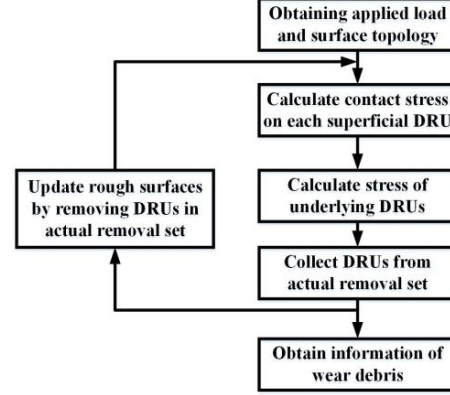 Obtaining applied load
and surface topology
Calculate contact stress
on each superficial DRU
Calculate stress of
underlying DRUs
Update rough surfaces
by removing DRUs in
actual removal set
Collect DRUs from
actual removal set
Obtain information of
wear debris